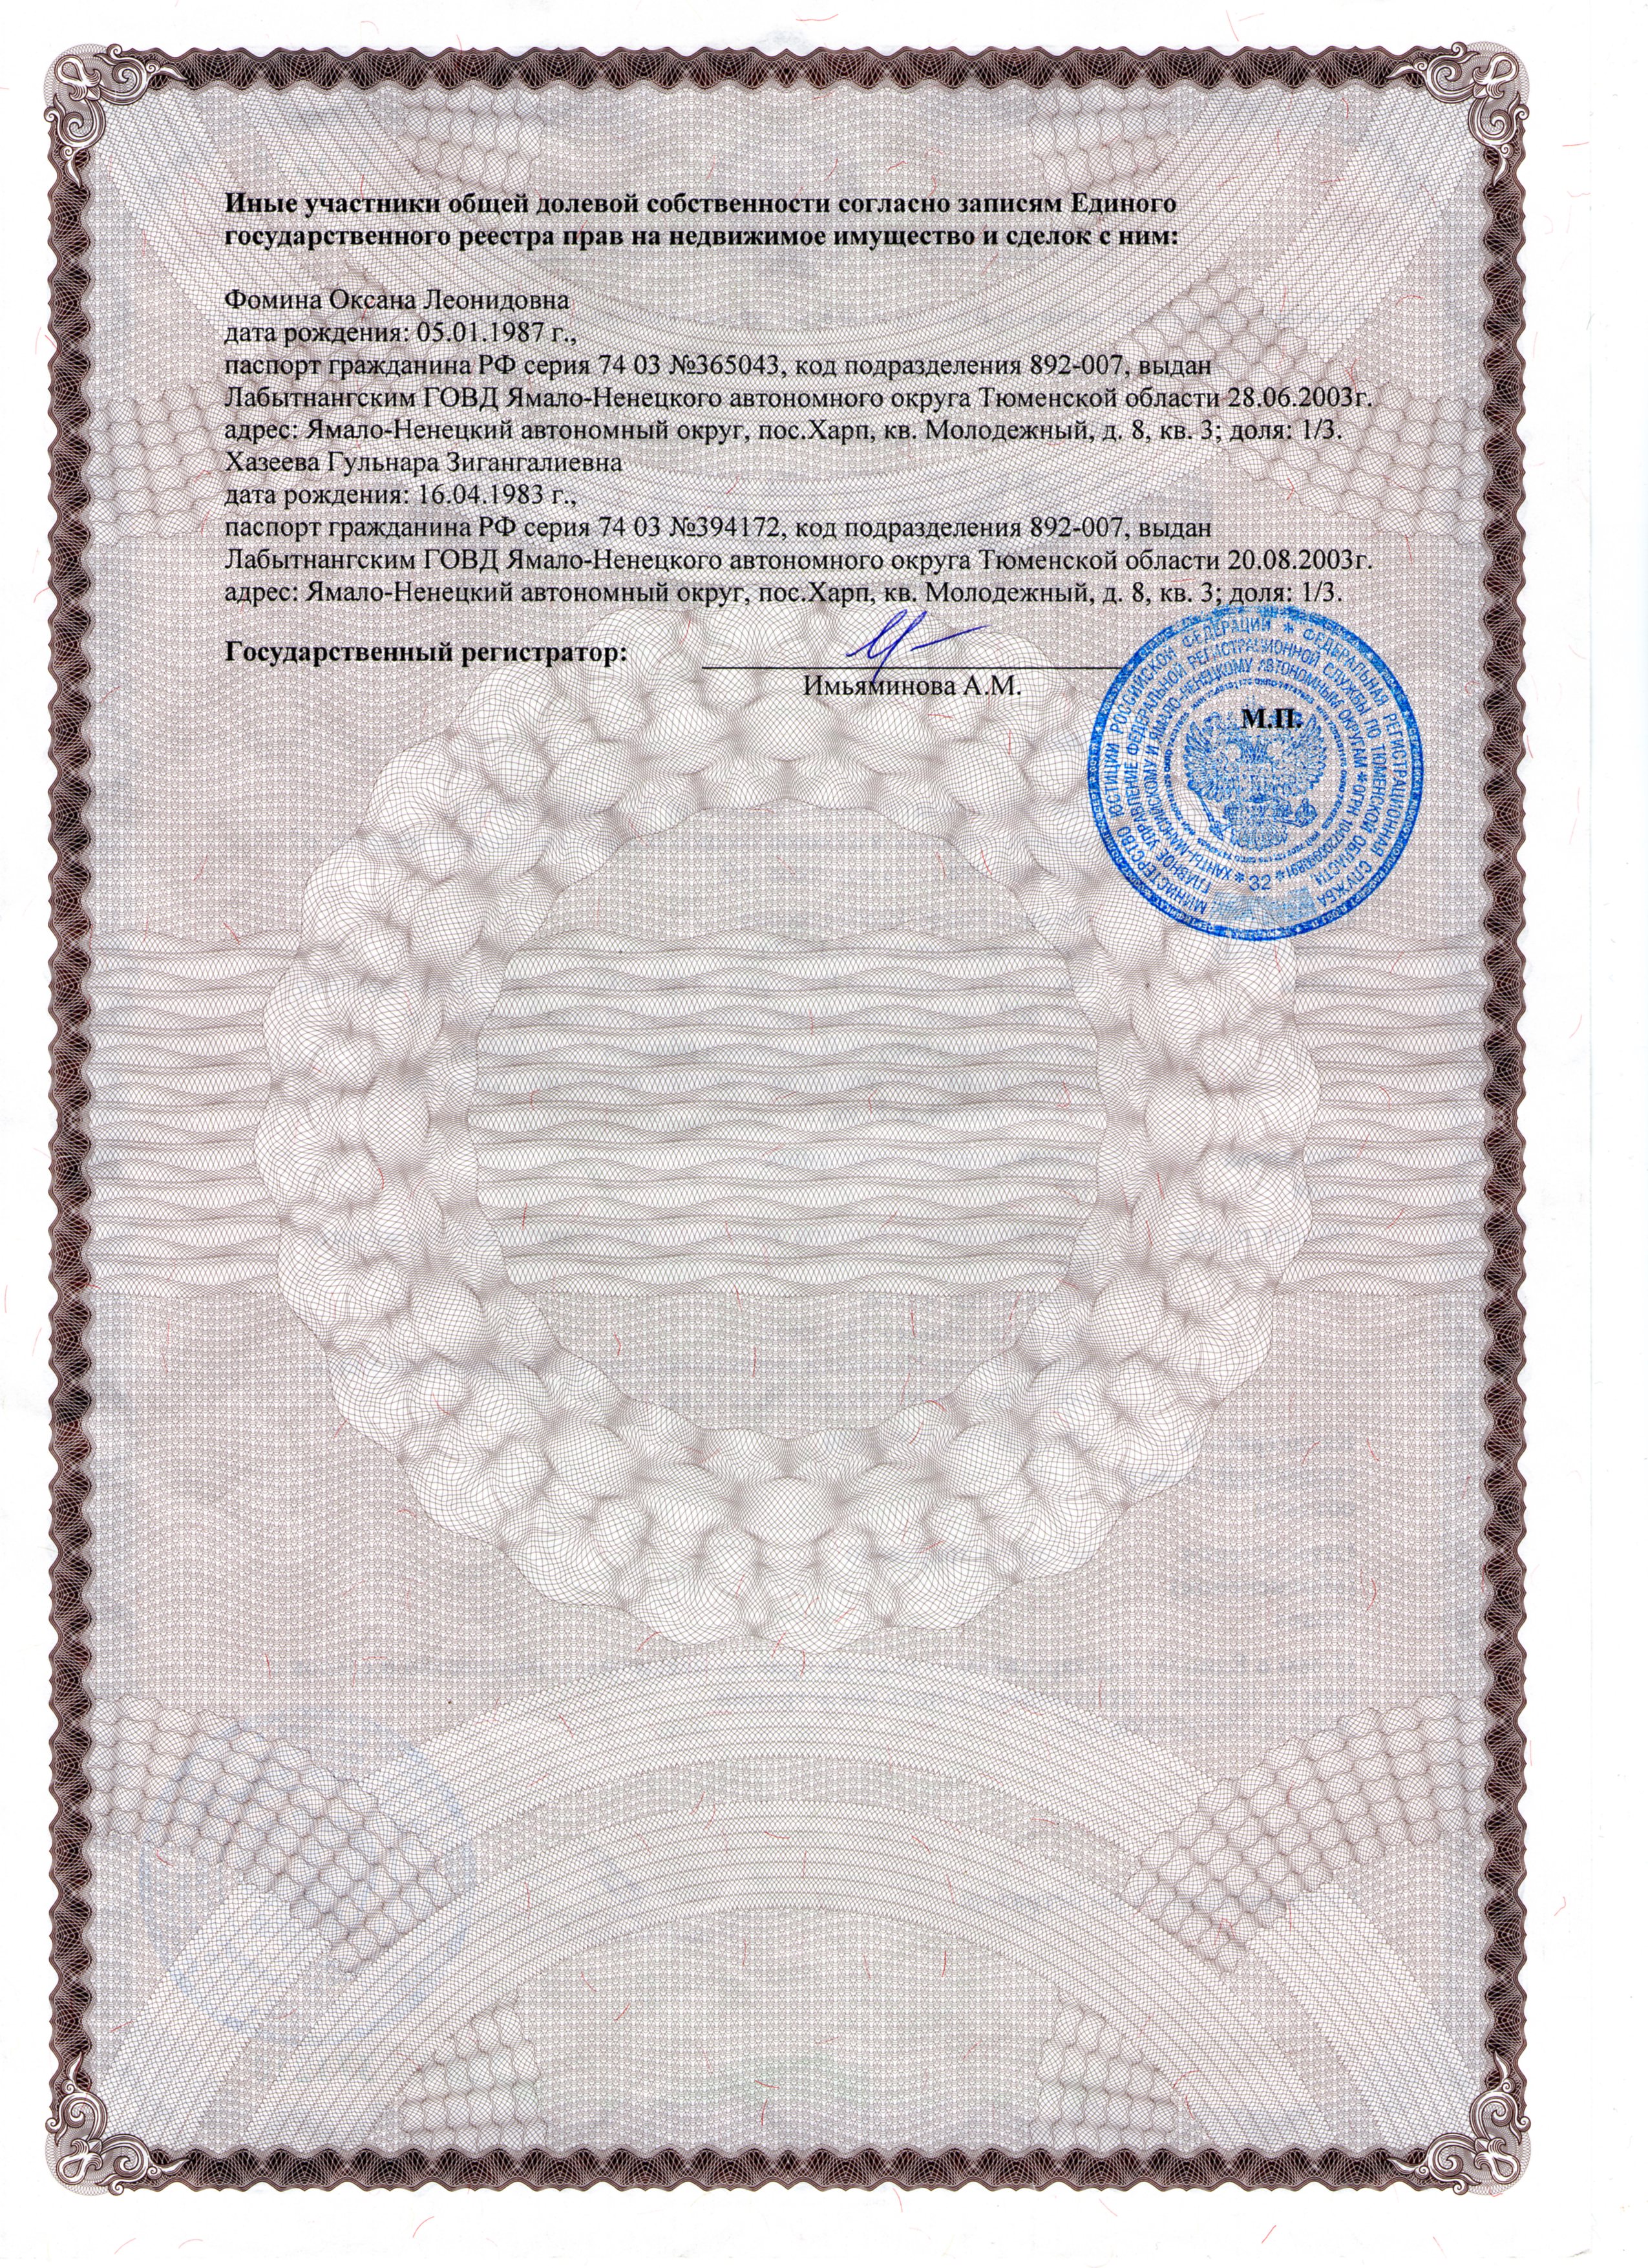 Иные участники общей долевой собственности согласно записям Единого
государственного реестра прав на недвижимое имущество и сделок с ним:
Фомина Оксана Леонидовна
дата рождения: 05.01.1987 г.,
паспорт гражданина РФ серия 74 03 №365043, код подразделения 892-007, выдан
Лабытнангским ГОВД Ямало-Ненецкого автономного округа Тюменской области 28.06.2003г.
адрес: Ямало-Ненецкий автономный округ, пос.Харп, кв. Молодежный, д. 8, кв. 3; доля: 1/3.
Хазеева Гульнара Зигангалиевна
дата рождения: 16.04.1983 г.,
паспорт гражданина РФ серия 74 03 №394172, код подразделения 892-007, выдан
Лабытнангским ГОВД Ямало-Ненецкого автономного округа Тюменской области 20.08.2003г.
адрес: Ямало-Ненецкий автономный округ, пос.Харп, кв. Молодежный, д. 8, кв. 3; доля: 1/3.
Государственный регистратор:
Имьяминова А.М.
М.П.
МИНИСТЕРСТВО ЮСТИЦИИ РОССИЙСКОЙ ФЕДЕРАЦИИ * ФЕДЕРАЛЬНАЯ РЕГИСТРАЦИОННАЯ СЛУЖБА
ГЛАВНОЕ УПРАВЛЕНИЕ ФЕДЕРАЛЬНОЙ РЕГИСТРАЦИОННОЙ СЛУЖБЫ ПО ТЮМЕНСКОЙ ОБЛАСТИ,
ХАНТЫ-МАНСИЙСКОМУ И ЯМАЛО-НЕНЕЦКОМУ АВТОНОМНЫМ ОКРУГАМ * ОГРН
* 32 *